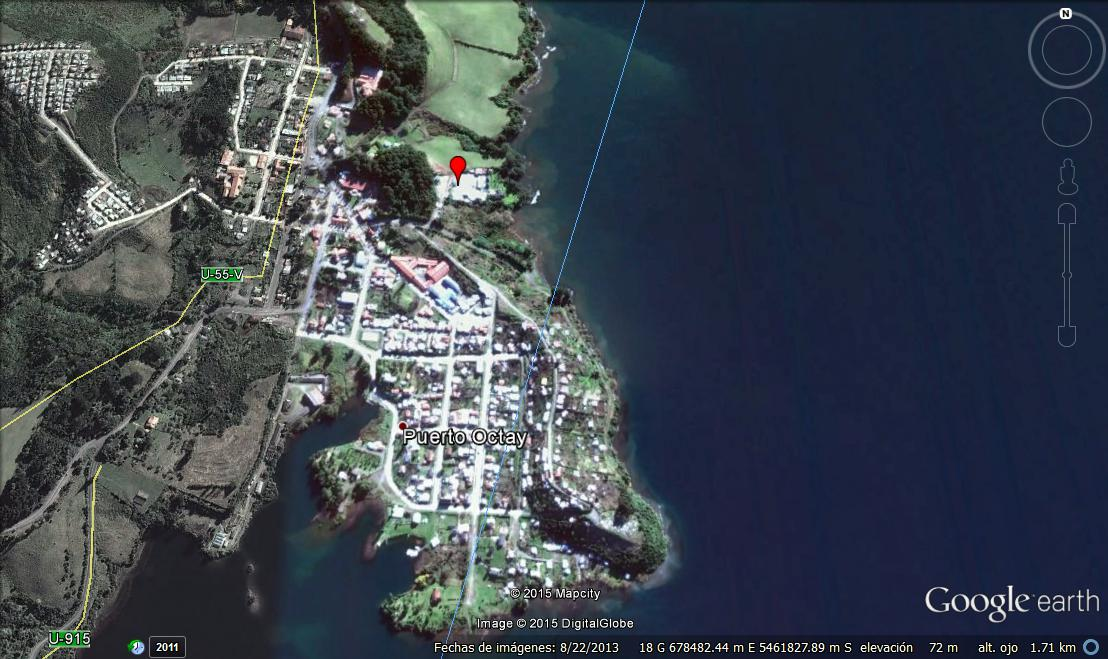 N
U-55-V
Puerto Octay
© 2015 Mapcity
Google earth
Image © 2015 DigitalGlobe
U-915
2011
Fechas de imágenes: 8/22/2013 18 G 678482.44 m E 5461827.89 m S elevación 72 m alt. ojo 1.71 km